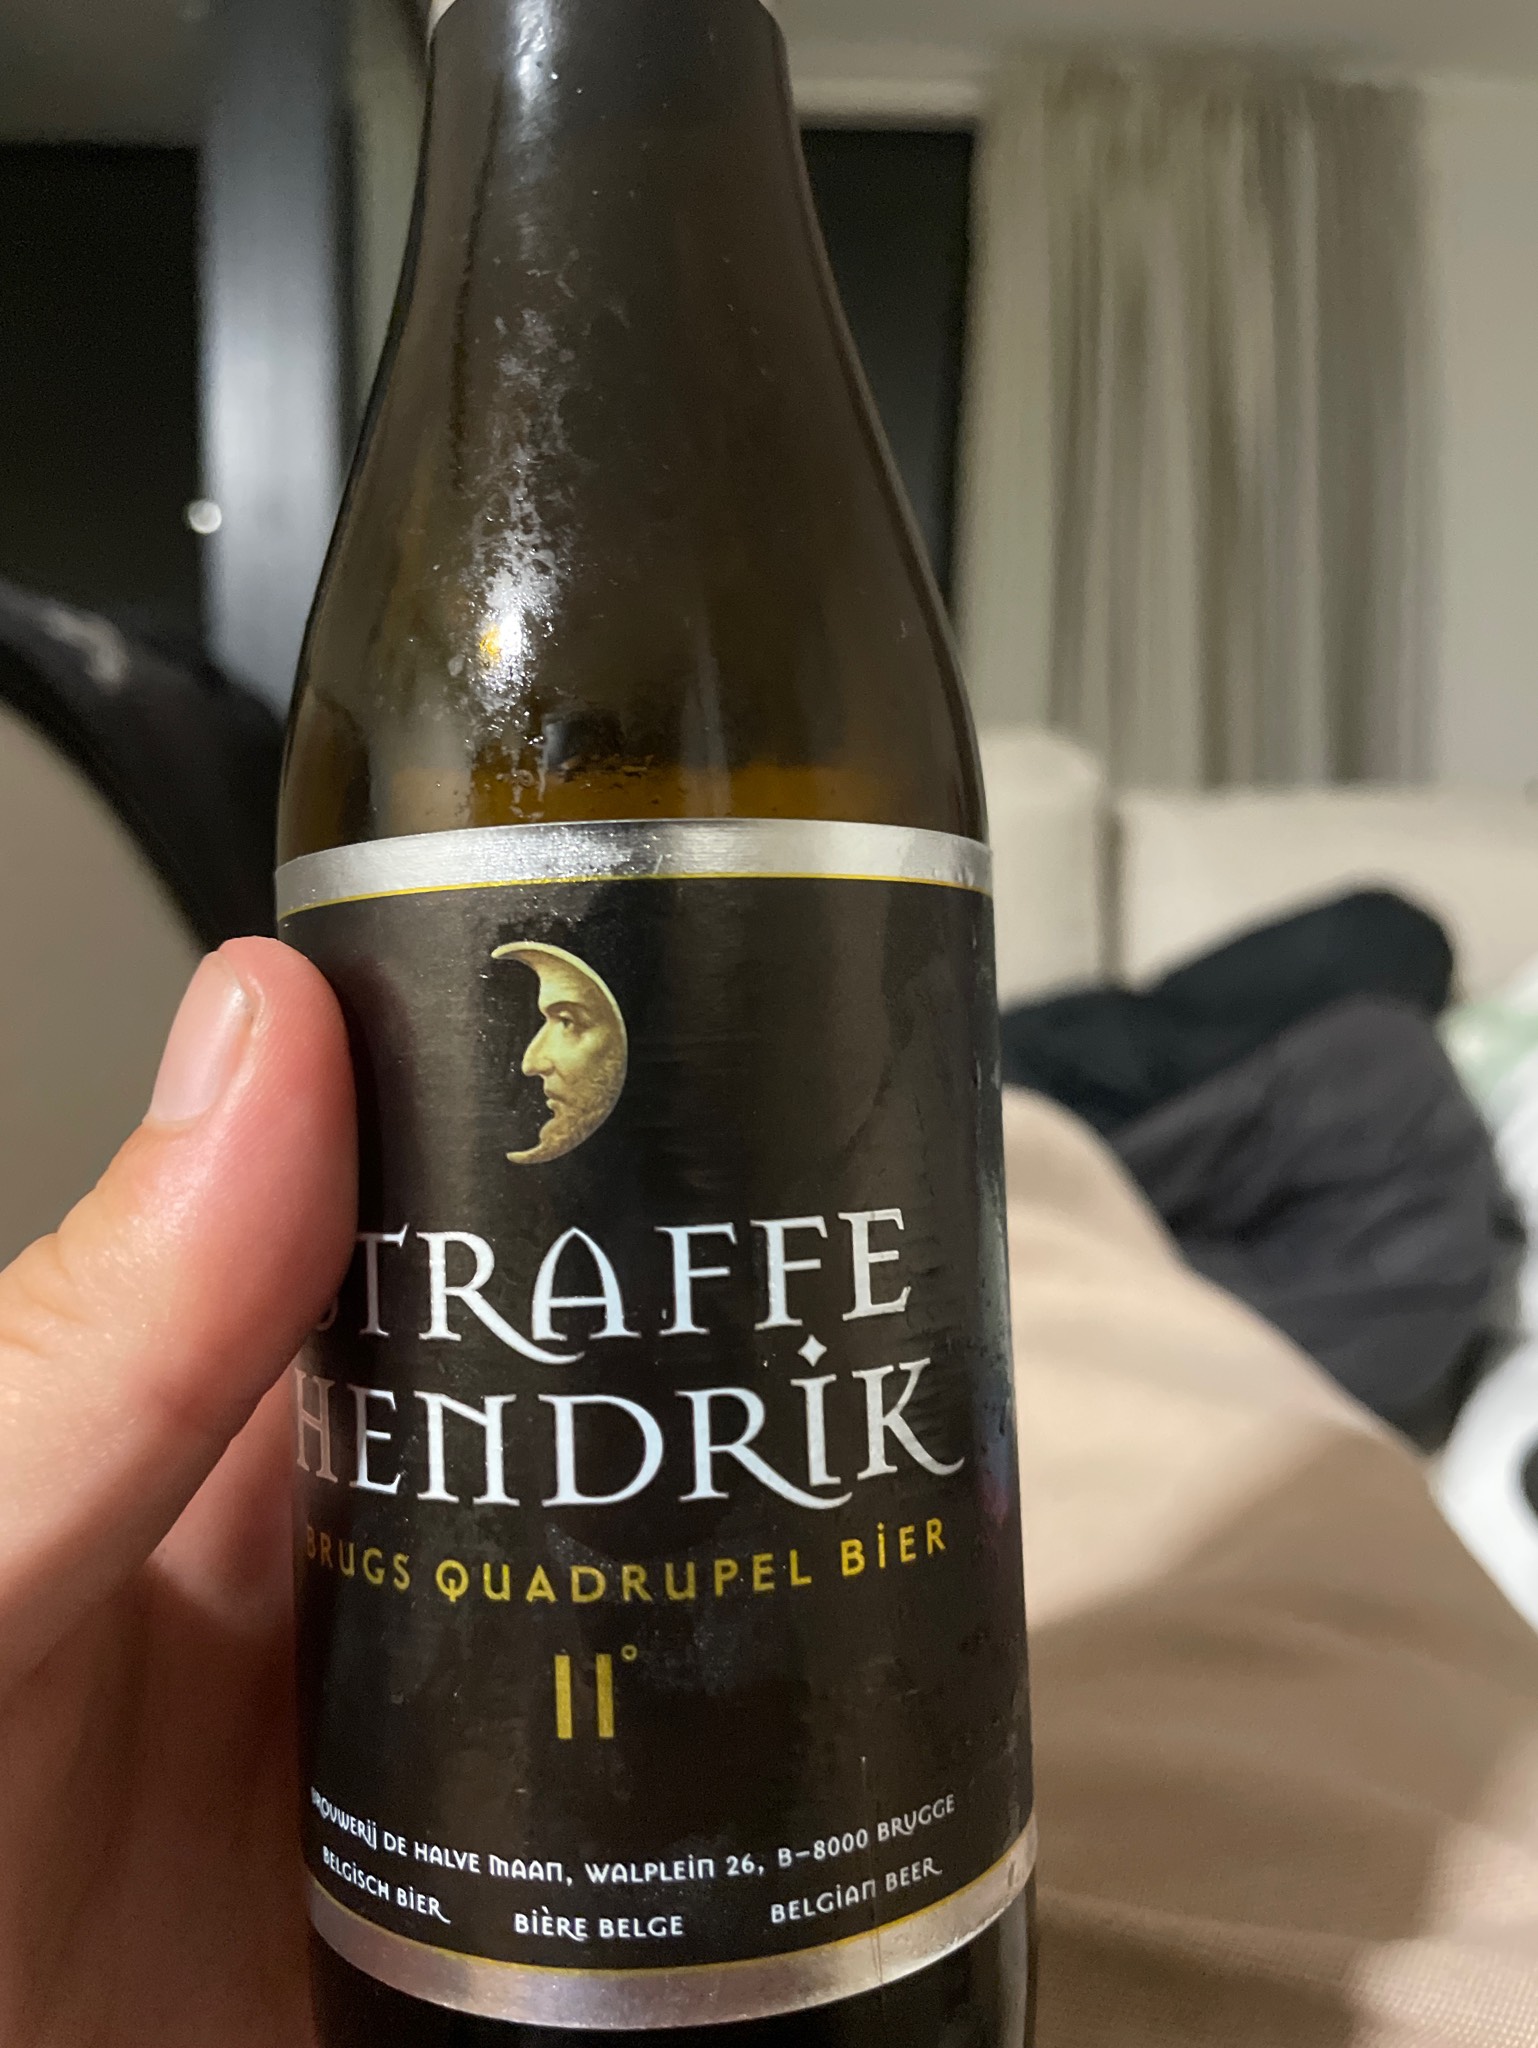 STRAFFE
HENDRiK
BRUGS QUADRUPEL BiER
11°
BROUWERij DE HALVE MAAN, WALPLEiN 26, B-8000 BRUGGE
BELGiSCH BiER
BiÈRE BELGE
BELGiAN BEER